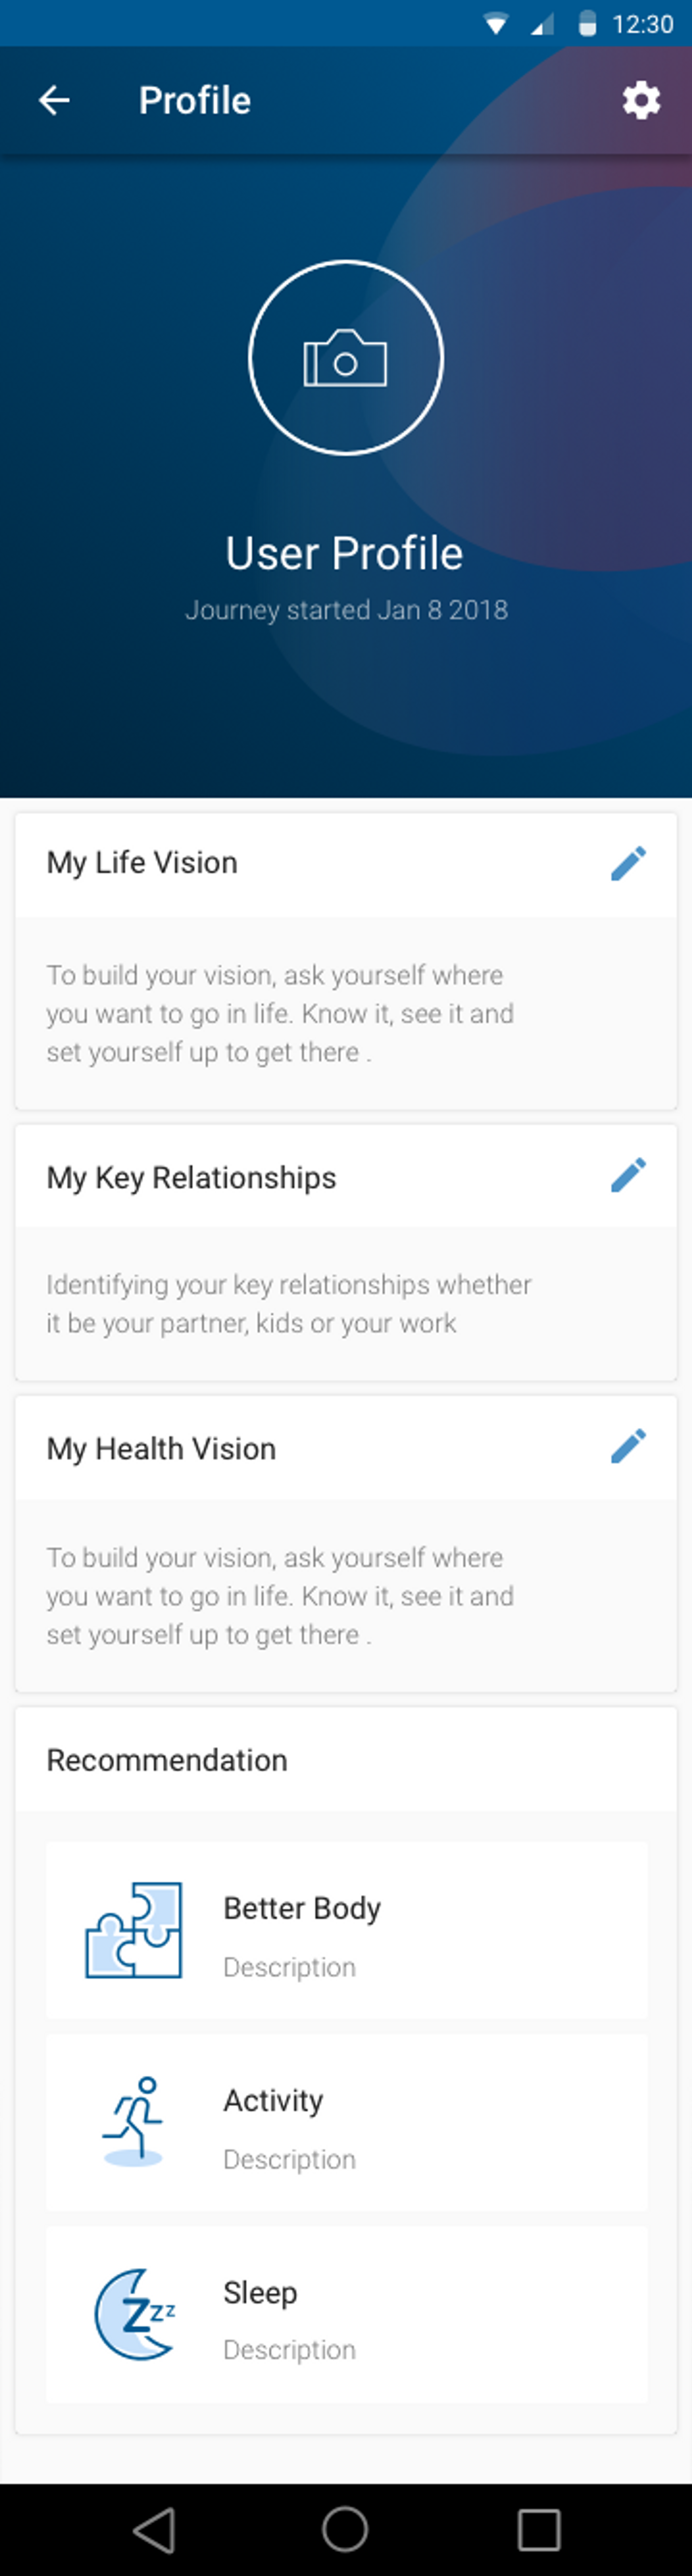 12:30
Profile
User Profile
Journey started Jan 8 2018
My Life Vision
To build your vision, ask yourself where
you want to go in life. Know it, see it and
set yourself up to get there .
My Key Relationships
Identifying your key relationships whether
it be your partner, kids or your work
My Health Vision
To build your vision, ask yourself where
you want to go in life. Know it, see it and
set yourself up to get there .
Recommendation
Better Body
Description
Activity
Description
Zzz
Sleep
Description